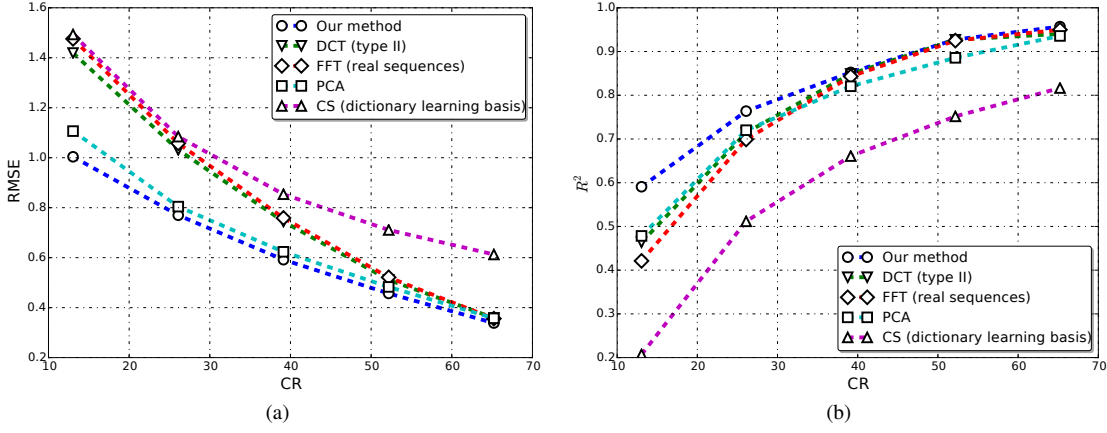 1.6
1.4
1.2
1.0
0.8
0.6
0.4
0.2
RMSE
10 20 30 40 50 60 70
CR
Our method
DCT (type II)
FFT (real sequences)
PCA
CS (dictionary learning basis)
(a)
1.0
0.9
0.8
0.7
0.6
0.5
0.4
0.3
0.2
R²
10 20 30 40 50 60 70
CR
Our method
DCT (type II)
FFT (real sequences)
PCA
CS (dictionary learning basis)
(b)